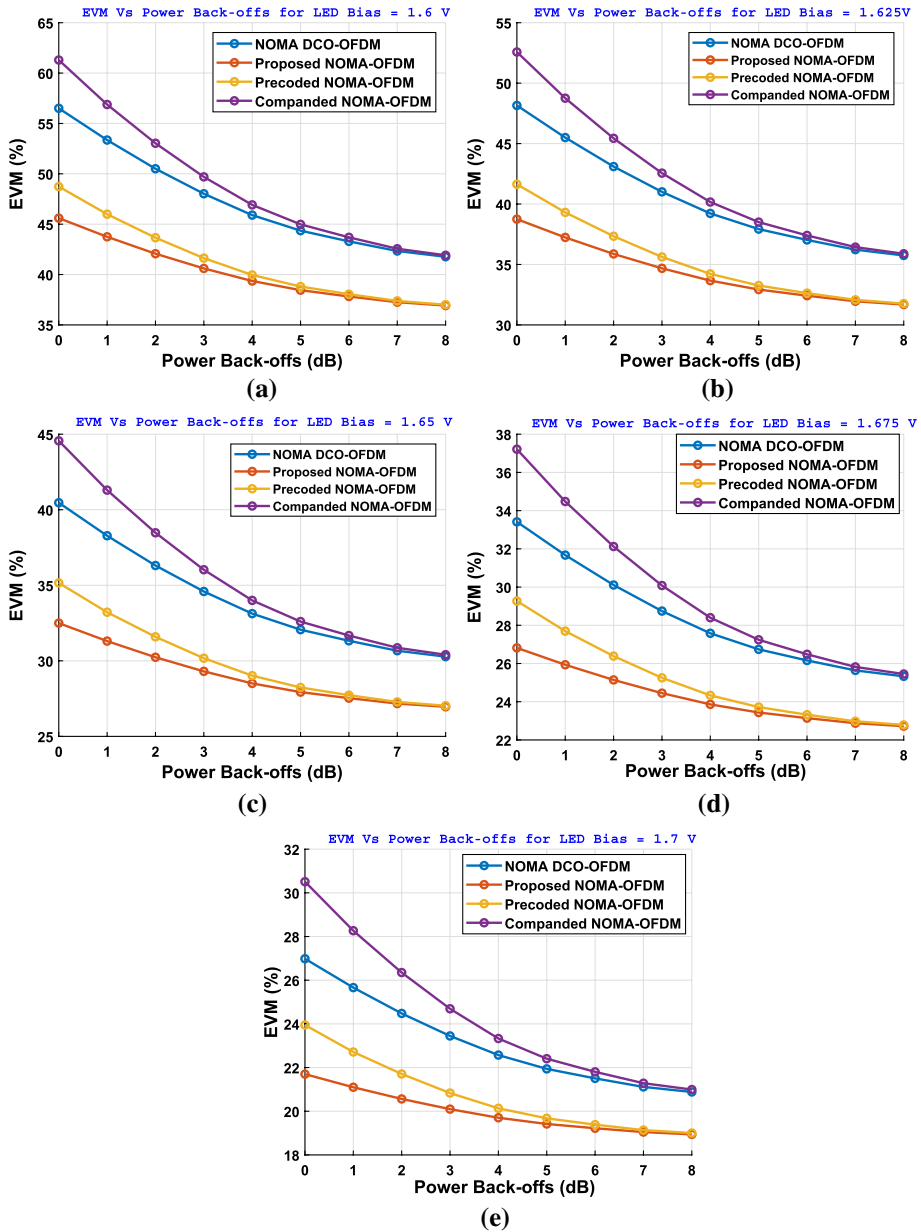 EVM Vs Power Back-offs for LED Bias = 1.6 V
65
60
55
50
45
40
35
EVM (%)
NOMA DCO-OFDM
Proposed NOMA-OFDM
Precoded NOMA-OFDM
Companded NOMA-OFDM
0 1 2 3 4 5 6 7 8
Power Back-offs (dB)
(a)
EVM Vs Power Back-offs for LED Bias = 1.625V
55
50
45
40
35
30
EVM (%)
NOMA DCO-OFDM
Proposed NOMA-OFDM
Precoded NOMA-OFDM
Companded NOMA-OFDM
0 1 2 3 4 5 6 7 8
Power Back-offs (dB)
(b)
EVM Vs Power Back-offs for LED Bias = 1.65 V
45
40
35
30
25
EVM (%)
NOMA DCO-OFDM
Proposed NOMA-OFDM
Precoded NOMA-OFDM
Companded NOMA-OFDM
0 1 2 3 4 5 6 7 8
Power Back-offs (dB)
(c)
EVM Vs Power Back-offs for LED Bias = 1.675 V
38
36
34
32
30
28
26
24
22
EVM (%)
NOMA DCO-OFDM
Proposed NOMA-OFDM
Precoded NOMA-OFDM
Companded NOMA-OFDM
0 1 2 3 4 5 6 7 8
Power Back-offs (dB)
(d)
EVM Vs Power Back-offs for LED Bias = 1.7 V
32
30
28
26
24
22
20
18
EVM (%)
NOMA DCO-OFDM
Proposed NOMA-OFDM
Precoded NOMA-OFDM
Companded NOMA-OFDM
0 1 2 3 4 5 6 7 8
Power Back-offs (dB)
(e)